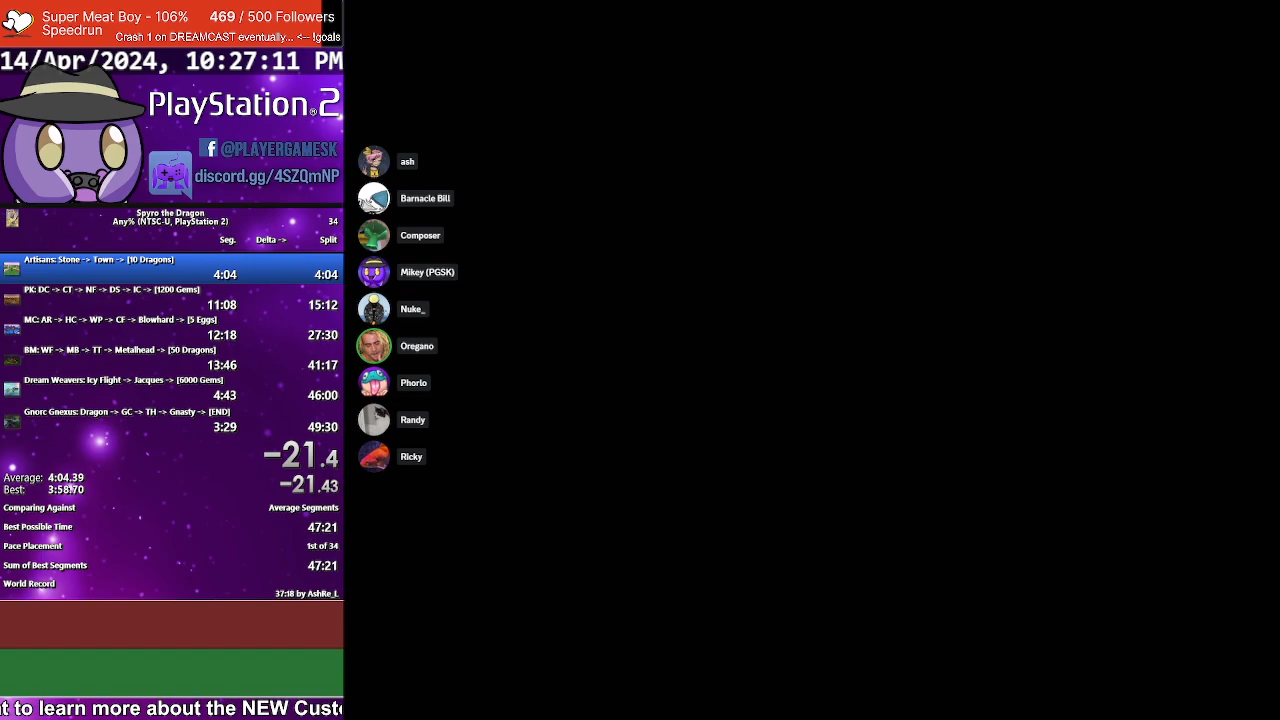 Super Meat Boy - 106% Speedrun
469 / 500 Followers
Crash 1 on DREAMCAST eventually... <-- !goals
14/Apr/2024, 10:27:11 PM
PlayStation®2
@PLAYERGAMESK
discord.gg/4SZQmNP
Spyro the Dragon
Any% (NTSC-U, PlayStation 2) 34
Seg. Delta -> Split
Artisans: Stone -> Town -> [10 Dragons]
4:04 4:04
PK: DC -> CT -> NF -> DS -> IC -> [1200 Gems]
11:08 15:12
MC: AR -> HC -> WP -> CF -> Blowhard -> [5 Eggs]
12:18 27:30
BM: WF -> MB -> TT -> Metalhead -> [50 Dragons]
13:46 41:17
Dream Weavers: Icy Flight -> Jacques -> [6000 Gems]
4:43 46:00
Gnorc Gnexus: Dragon -> GC -> TH -> Gnasty -> [END]
3:29 49:30
-21.4
Average: 4:04.39
Best: 3:58.70
-21.43
Comparing Against Average Segments
Best Possible Time 47:21
Pace Placement 1st of 34
Sum of Best Segments 47:21
World Record
37:18 by AshRe_L
t to learn more about the NEW Cust
ash
Barnacle Bill
Composer
Mikey (PGSK)
Nuke_
Oregano
Phorlo
Randy
Ricky